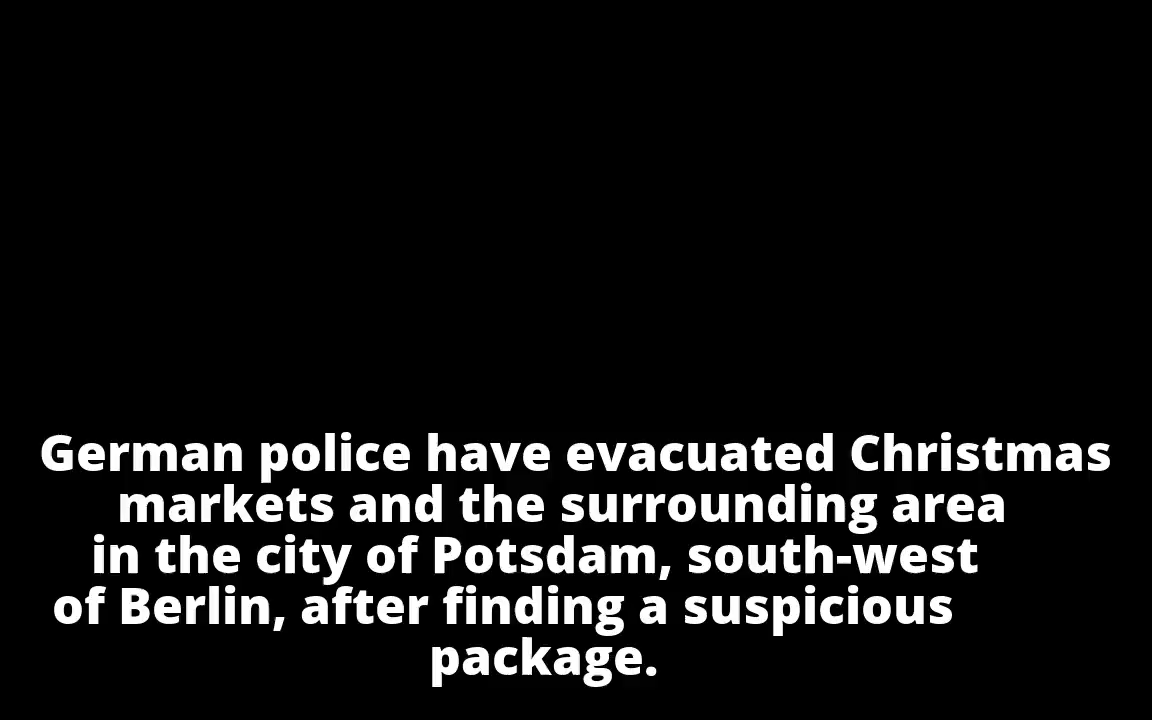 German police have evacuated Christmas
markets and the surrounding area
in the city of Potsdam, south-west
of Berlin, after finding a suspicious
package.